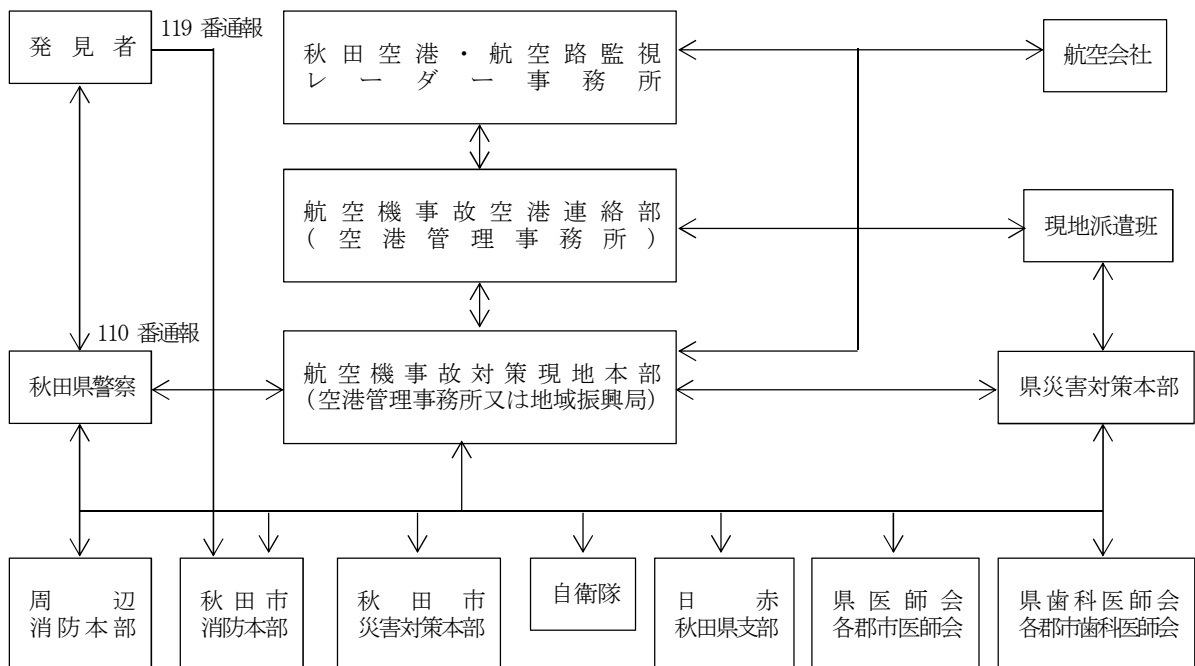 119 番通報
発見者
秋田空港・航空路監視
レーダー事務所
航空会社
航空機事故空港連絡部
(空港管理事務所)
現地派遣班
110 番通報
秋田県警察
航空機事故対策現地本部
(空港管理事務所又は地域振興局)
県災害対策本部
周辺
消防本部
秋田市
消防本部
秋田市
災害対策本部
自衛隊
日赤
秋田県支部
県医師会
各郡市医師会
県歯科医師会
各郡市歯科医師会